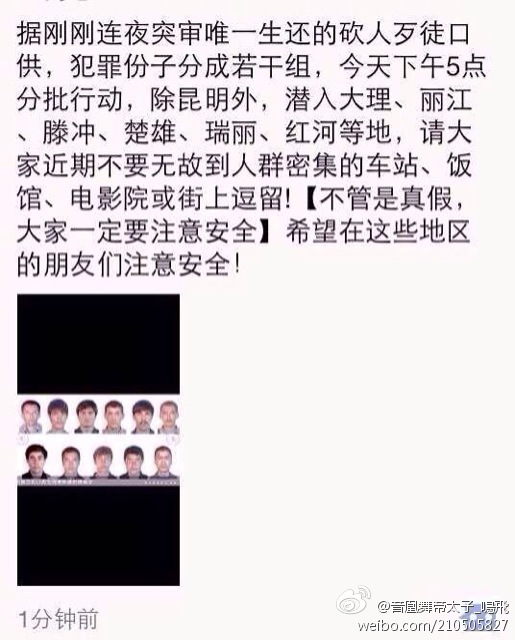 据刚刚连夜突审唯一生还的砍人歹徒口
供，犯罪份子分成若干组，今天下午5点
分批行动，除昆明外，潜入大理、丽江
、滕冲、楚雄、瑞丽、红河等地，请大
家近期不要无故到人群密集的车站、饭
馆、电影院或街上逗留!【不管是真假，
大家一定要注意安全】希望在这些地区
的朋友们注意安全！
1分钟前
weibo.com/210505827